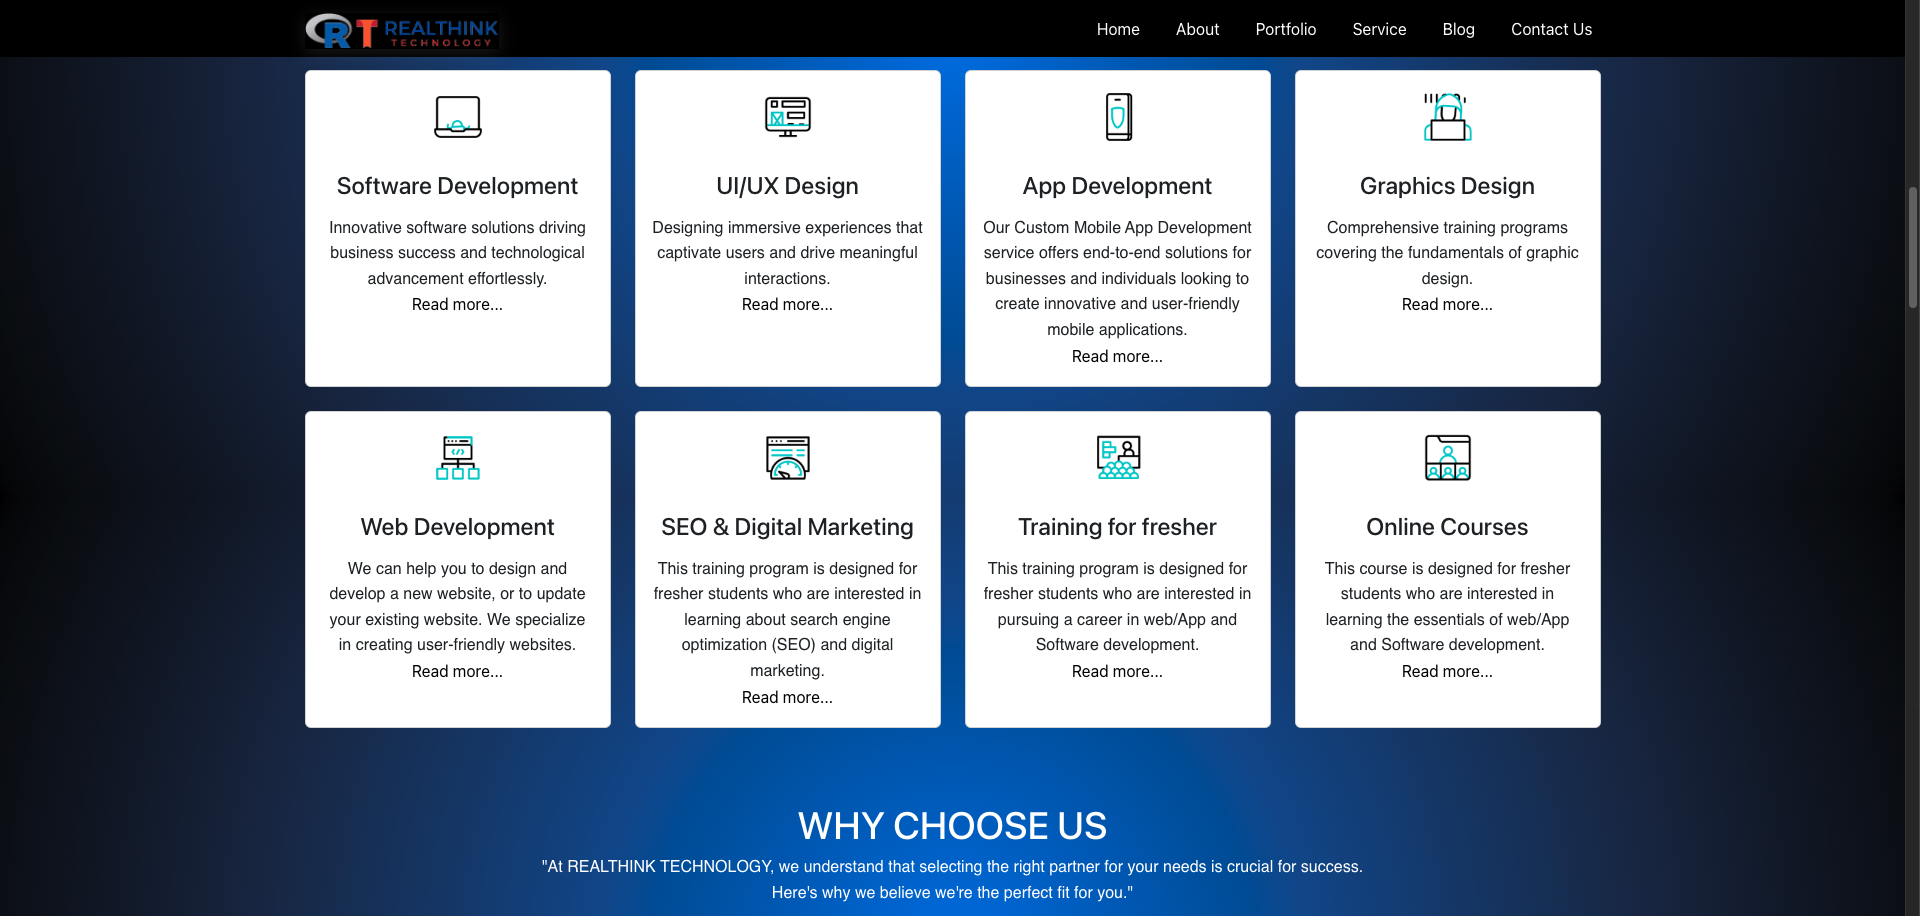 REALTHINK
TECHNOLOGY
Home About Portfolio Service Blog Contact Us
Software Development
Innovative software solutions driving
business success and technological
advancement effortlessly.
Read more...
UI/UX Design
Designing immersive experiences that
captivate users and drive meaningful
interactions.
Read more...
App Development
Our Custom Mobile App Development
service offers end-to-end solutions for
businesses and individuals looking to
create innovative and user-friendly
mobile applications.
Read more...
Graphics Design
Comprehensive training programs
covering the fundamentals of graphic
design.
Read more...
Web Development
We can help you to design and
develop a new website, or to update
your existing website. We specialize
in creating user-friendly websites.
Read more...
SEO & Digital Marketing
This training program is designed for
fresher students who are interested in
learning about search engine
optimization (SEO) and digital
marketing.
Read more...
Training for fresher
This training program is designed for
fresher students who are interested in
pursuing a career in web/App and
Software development.
Read more...
Online Courses
This course is designed for fresher
students who are interested in
learning the essentials of web/App
and Software development.
Read more...
WHY CHOOSE US
"At REALTHINK TECHNOLOGY, we understand that selecting the right partner for your needs is crucial for success.
Here's why we believe we're the perfect fit for you."